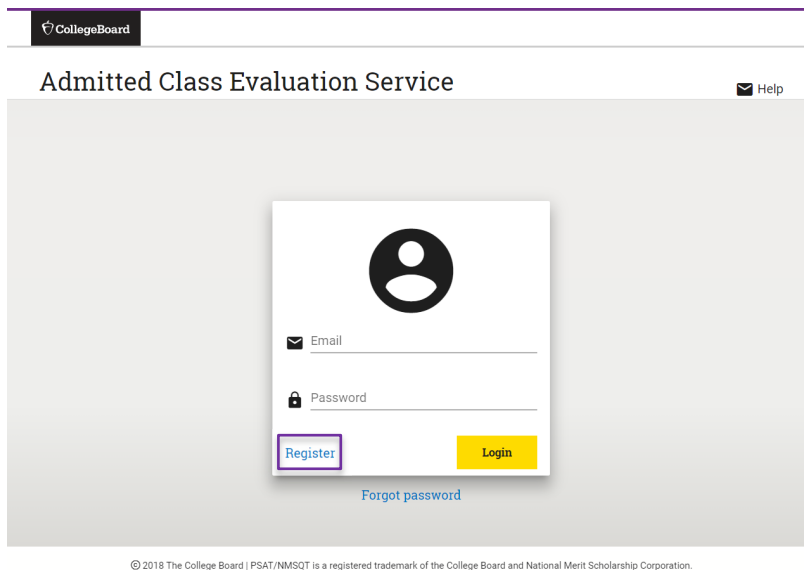 CollegeBoard
Admitted Class Evaluation Service
Help
Email
Password
Register
Login
Forgot password
© 2018 The College Board | PSAT/NMSQT is a registered trademark of the College Board and National Merit Scholarship Corporation.